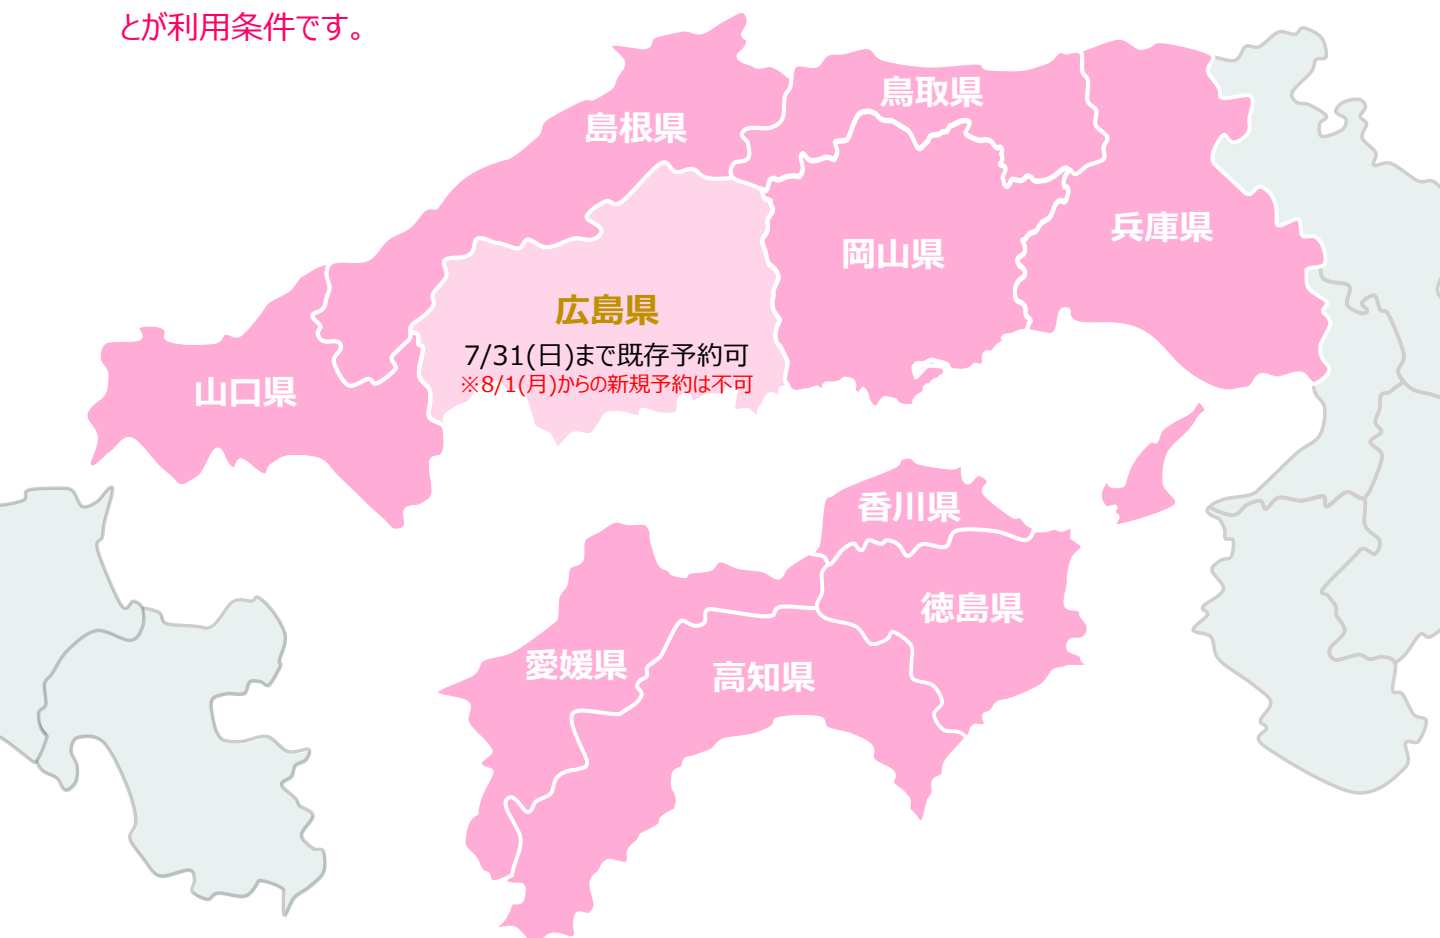 とが利用条件です。
鳥取県
島根県
兵庫県
岡山県
広島県
7/31(日)まで既存予約可
※8/1(月)からの新規予約は不可
山口県
香川県
徳島県
愛媛県
高知県